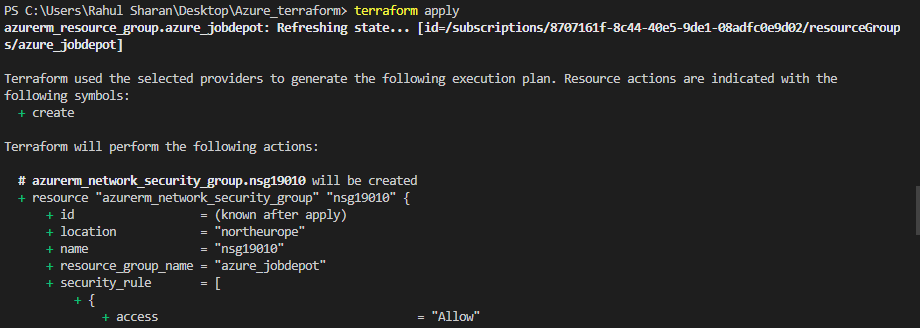 PS C:\Users\Rahul Sharan\Desktop\Azure_terraform> terraform apply
azurerm_resource_group.azure_jobdepot: Refreshing state... [id=/subscriptions/8707161f-8c44-40e5-9de1-08adfc0e9d02/resourceGroup
s/azure_jobdepot]
Terraform used the selected providers to generate the following execution plan. Resource actions are indicated with the
following symbols:
+ create
Terraform will perform the following actions:
# azurerm_network_security_group.nsg19010 will be created
+ resource "azurerm_network_security_group" "nsg19010" {
+ id = (known after apply)
+ location = "northeurope"
+ name = "nsg19010"
+ resource_group_name = "azure_jobdepot"
+ security_rule = [
+ {
+ access = "Allow"